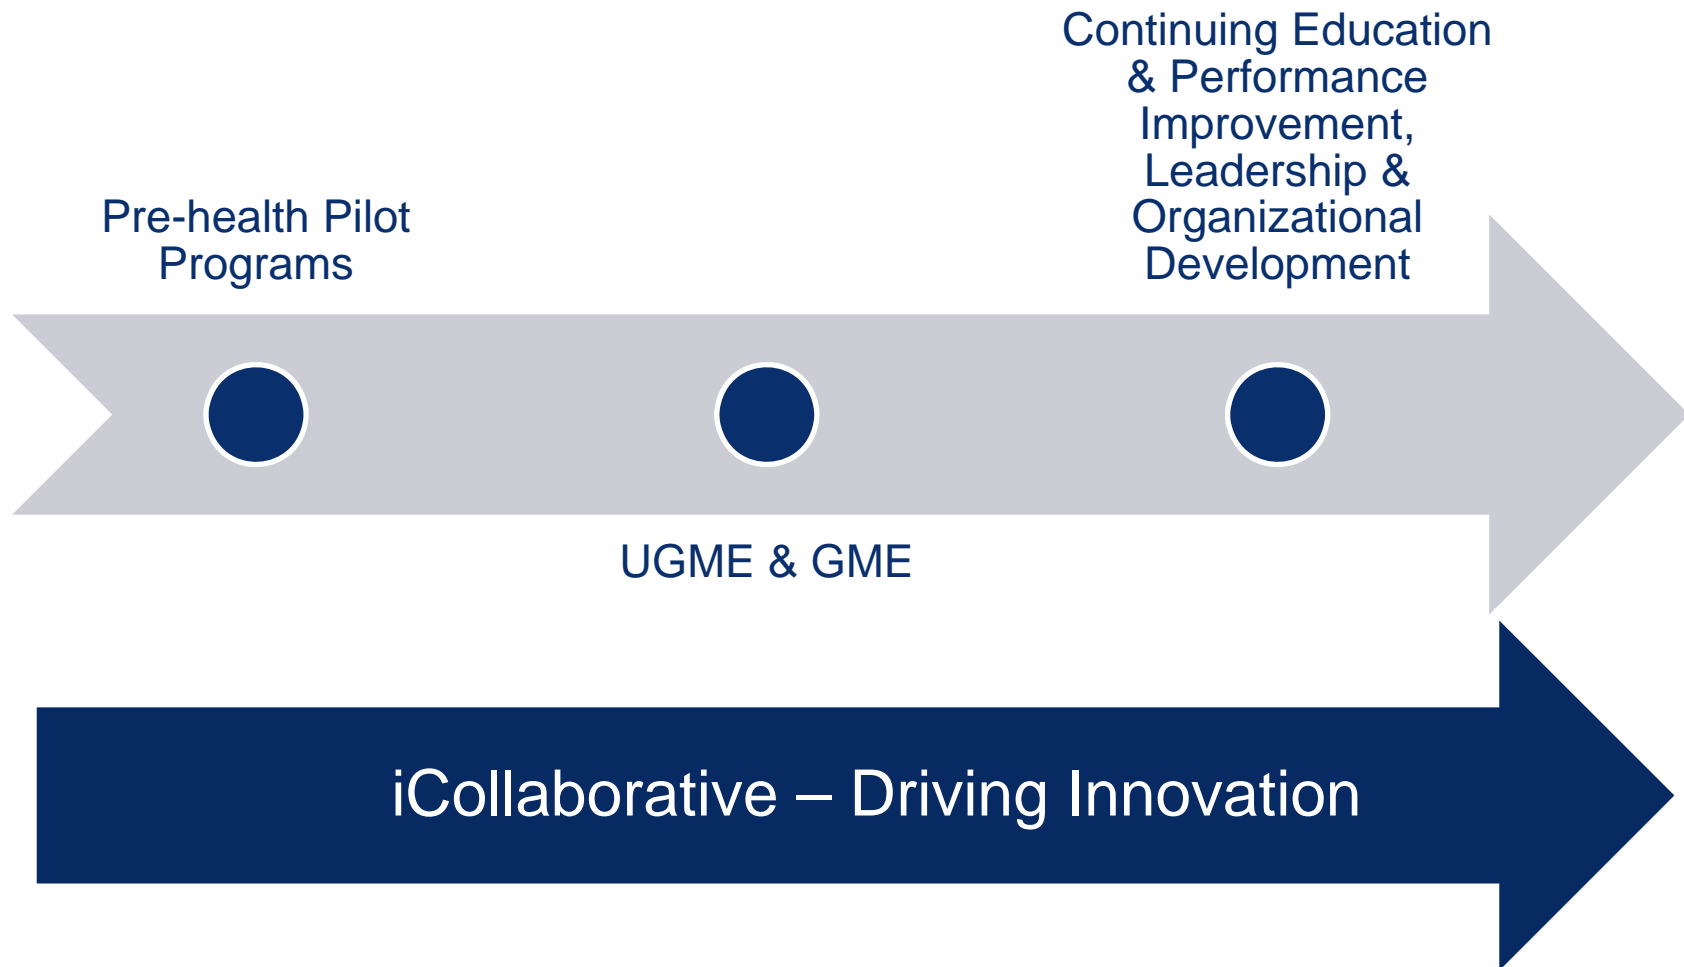 Continuing Education
& Performance
Improvement,
Leadership &
Organizational
Development
Pre-health Pilot
Programs
UGME & GME
iCollaborative – Driving Innovation